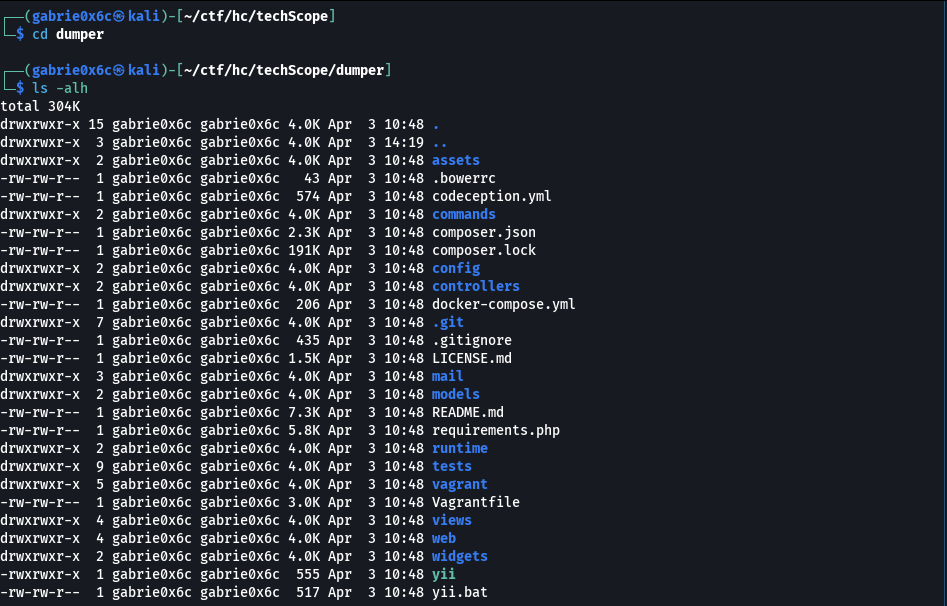 ┌──(gabrie0x6c㉿kali)-[~/ctf/hc/techScope]
└─$ cd dumper
┌──(gabrie0x6c㉿kali)-[~/ctf/hc/techScope/dumper]
└─$ ls -alh
total 304K
drwxrwxr-x 15 gabrie0x6c gabrie0x6c 4.0K Apr  3 10:48 .
drwxrwxr-x  3 gabrie0x6c gabrie0x6c 4.0K Apr  3 14:19 ..
drwxrwxr-x  2 gabrie0x6c gabrie0x6c 4.0K Apr  3 10:48 assets
-rw-rw-r--  1 gabrie0x6c gabrie0x6c   43 Apr  3 10:48 .bowerrc
-rw-rw-r--  1 gabrie0x6c gabrie0x6c  574 Apr  3 10:48 codeception.yml
drwxrwxr-x  2 gabrie0x6c gabrie0x6c 4.0K Apr  3 10:48 commands
-rw-rw-r--  1 gabrie0x6c gabrie0x6c 2.3K Apr  3 10:48 composer.json
-rw-rw-r--  1 gabrie0x6c gabrie0x6c 191K Apr  3 10:48 composer.lock
drwxrwxr-x  2 gabrie0x6c gabrie0x6c 4.0K Apr  3 10:48 config
drwxrwxr-x  2 gabrie0x6c gabrie0x6c 4.0K Apr  3 10:48 controllers
-rw-rw-r--  1 gabrie0x6c gabrie0x6c  206 Apr  3 10:48 docker-compose.yml
drwxrwxr-x  7 gabrie0x6c gabrie0x6c 4.0K Apr  3 10:48 .git
-rw-rw-r--  1 gabrie0x6c gabrie0x6c  435 Apr  3 10:48 .gitignore
-rw-rw-r--  1 gabrie0x6c gabrie0x6c 1.5K Apr  3 10:48 LICENSE.md
drwxrwxr-x  3 gabrie0x6c gabrie0x6c 4.0K Apr  3 10:48 mail
drwxrwxr-x  2 gabrie0x6c gabrie0x6c 4.0K Apr  3 10:48 models
-rw-rw-r--  1 gabrie0x6c gabrie0x6c 7.3K Apr  3 10:48 README.md
-rw-rw-r--  1 gabrie0x6c gabrie0x6c 5.8K Apr  3 10:48 requirements.php
drwxrwxr-x  2 gabrie0x6c gabrie0x6c 4.0K Apr  3 10:48 runtime
drwxrwxr-x  9 gabrie0x6c gabrie0x6c 4.0K Apr  3 10:48 tests
drwxrwxr-x  5 gabrie0x6c gabrie0x6c 4.0K Apr  3 10:48 vagrant
-rw-rw-r--  1 gabrie0x6c gabrie0x6c 3.0K Apr  3 10:48 Vagrantfile
drwxrwxr-x  4 gabrie0x6c gabrie0x6c 4.0K Apr  3 10:48 views
drwxrwxr-x  4 gabrie0x6c gabrie0x6c 4.0K Apr  3 10:48 web
drwxrwxr-x  2 gabrie0x6c gabrie0x6c 4.0K Apr  3 10:48 widgets
-rwxrwxr-x  1 gabrie0x6c gabrie0x6c  555 Apr  3 10:48 yii
-rw-rw-r--  1 gabrie0x6c gabrie0x6c  517 Apr  3 10:48 yii.bat